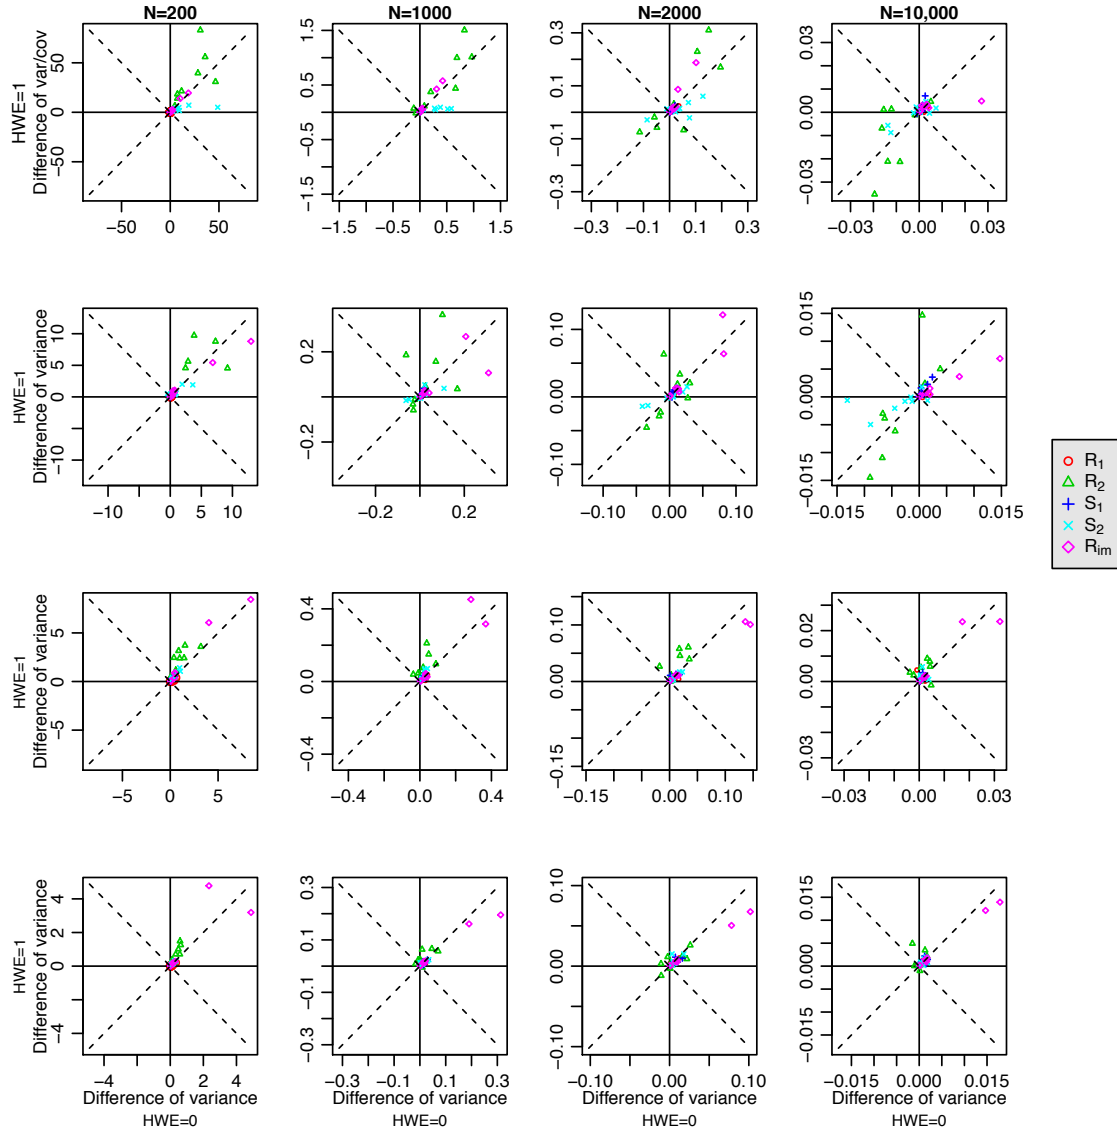 N=200
N=1000
N=2000
N=10,000
HWE=1
Difference of var/cov
50
0
−50
−50 0 50
1.5
0.5
−0.5
−1.5
−1.5 −0.5 0.5 1.5
0.3
0.1
−0.1
−0.3
−0.3 −0.1 0.1 0.3
0.03
0.00
−0.03
−0.03 0.00 0.03
HWE=1
Difference of variance
10
5
0
−10
−10 0 5 10
0.2
−0.2
−0.2 0.0 0.2
0.10
0.00
−0.10
−0.10 0.00 0.10
0.015
0.000
−0.015
−0.015 0.000 0.015
R1
R2
S1
S2
Rim
HWE=1
Difference of variance
5
0
−5
−5 0 5
0.4
0.0
−0.4
−0.4 0.0 0.4
0.10
0.00
−0.15
−0.15 0.00 0.10
0.02
0.00
−0.03
−0.03 0.00 0.03
HWE=1
Difference of variance
4
2
0
−4
−4 0 2 4
0.3
0.1
−0.1
−0.3
−0.3 −0.1 0.1 0.3
0.10
0.00
−0.10
−0.10 0.00 0.10
0.015
0.000
−0.015
−0.015 0.000 0.015
Difference of variance
HWE=0
Difference of variance
HWE=0
Difference of variance
HWE=0
Difference of variance
HWE=0